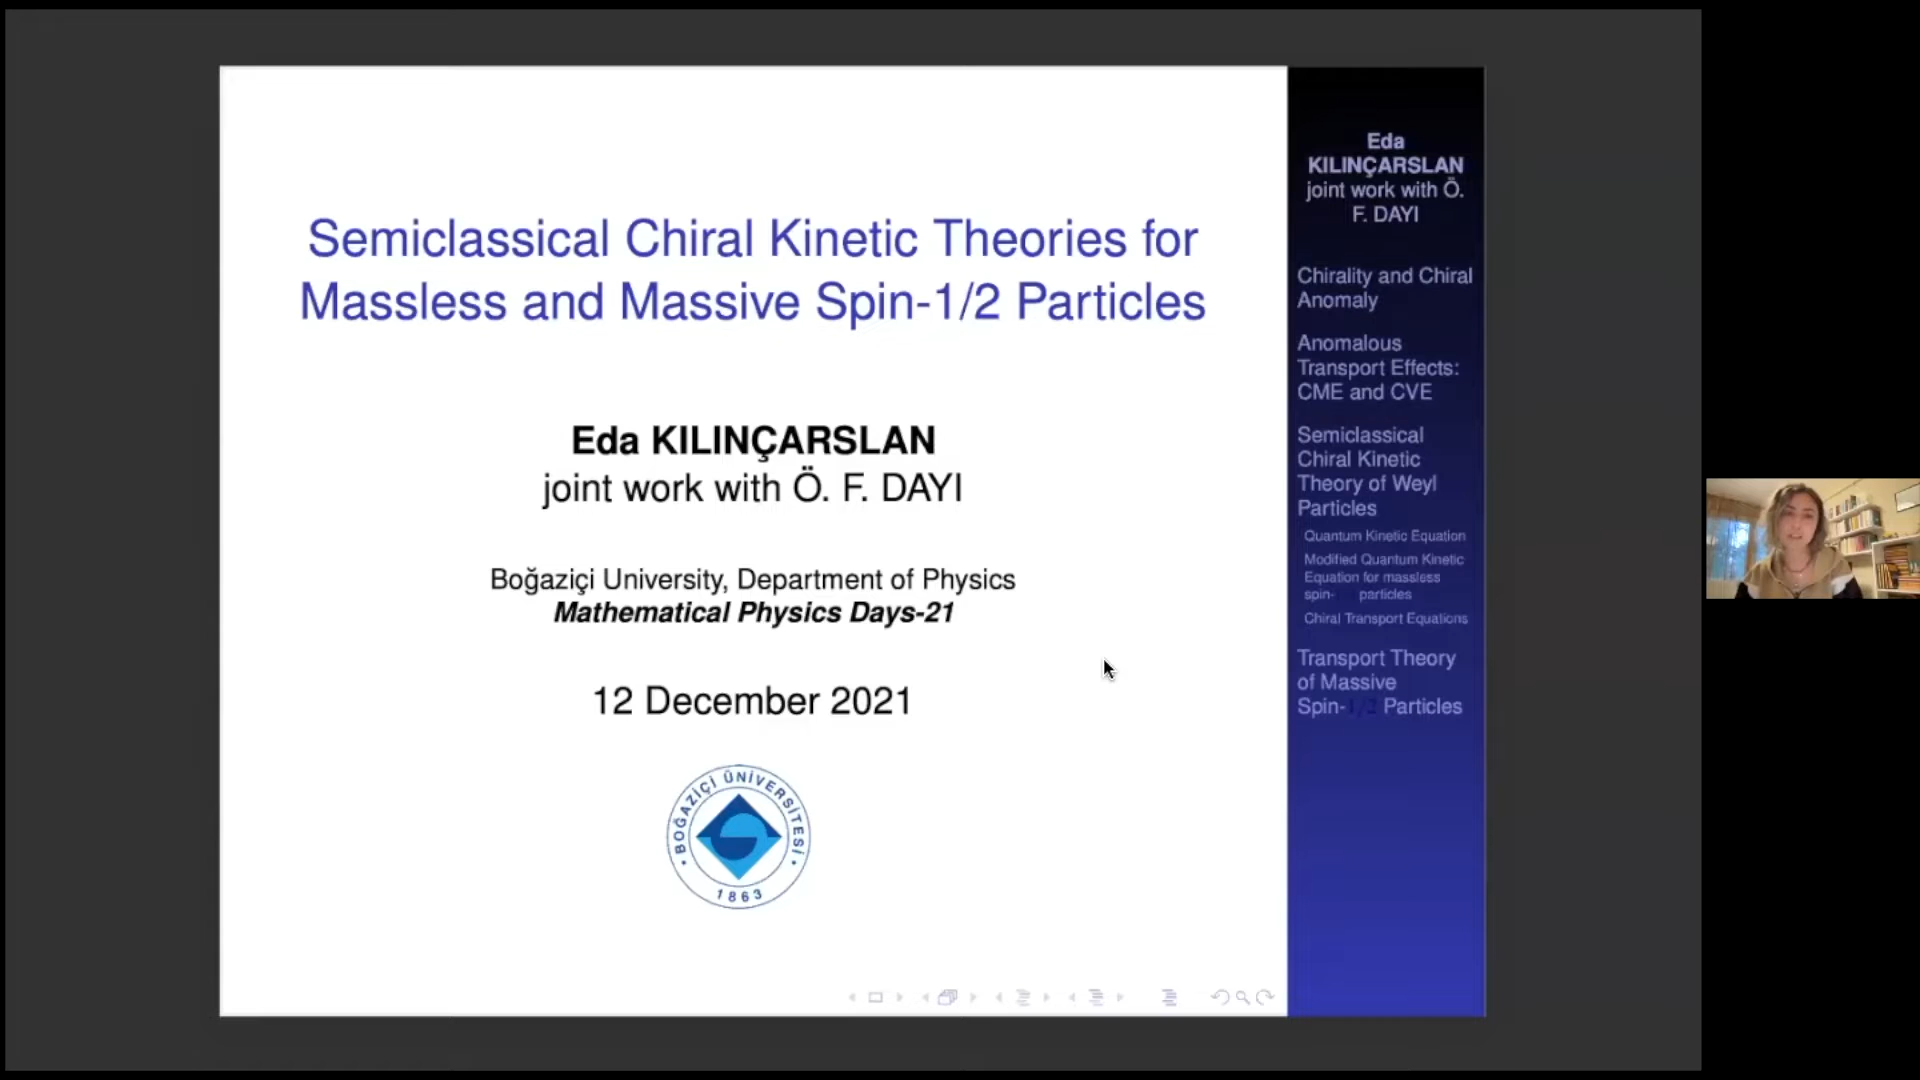 Semiclassical Chiral Kinetic Theories for
Massless and Massive Spin-1/2 Particles
Eda KILINÇARSLAN
joint work with Ö. F. DAYI
Boğaziçi University, Department of Physics
Mathematical Physics Days-21
12 December 2021
BOĞAZİÇİ ÜNİVERSİTESİ
1863
Eda
KILINÇARSLAN
joint work with Ö.
F. DAYI
Chirality and Chiral
Anomaly
Anomalous
Transport Effects:
CME and CVE
Semiclassical
Chiral Kinetic
Theory of Weyl
Particles
Quantum Kinetic Equation
Modified Quantum Kinetic
Equation for massless
spin- particles
Chiral Transport Equations
Transport Theory
of Massive
Spin-1/2 Particles